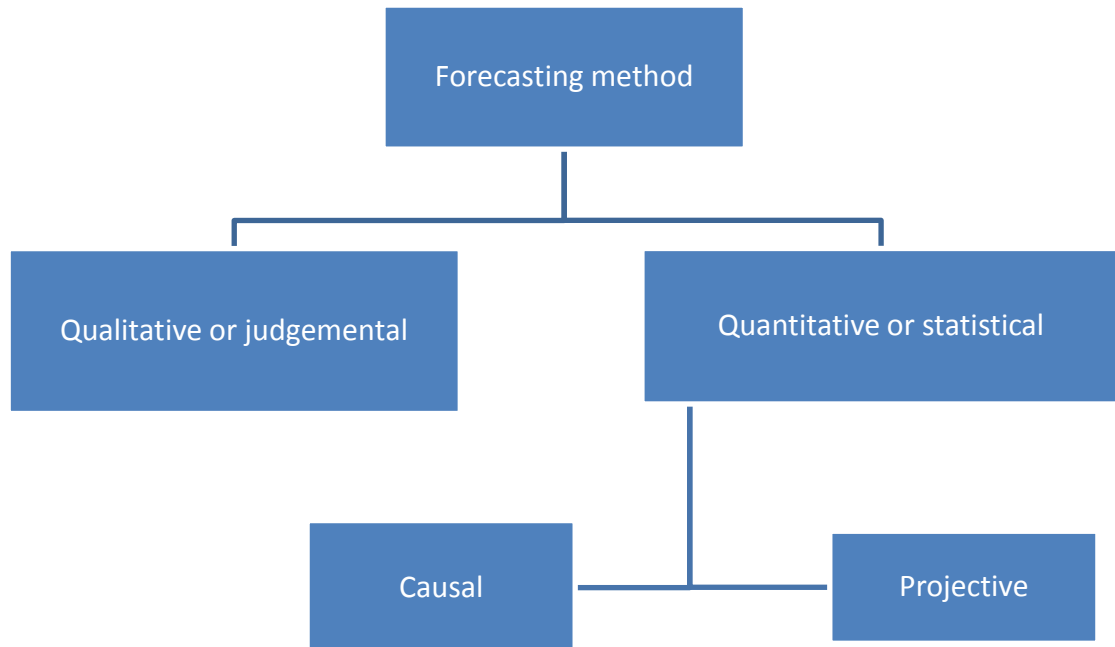 Forecasting method
Qualitative or judgemental
Quantitative or statistical
Causal
Projective